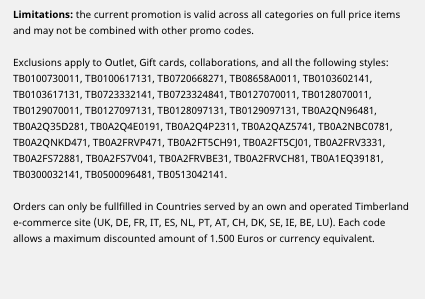 Limitations: the current promotion is valid across all categories on full price items
and may not be combined with other promo codes.
Exclusions apply to Outlet, Gift cards, collaborations, and all the following styles:
TB0100730011, TB0100617131, TB0720668271, TB08658A0011, TB0103602141,
TB0103617131, TB0723332141, TB0723324841, TB0127070011, TB0128070011,
TB0129070011, TB0127097131, TB0128097131, TB0129097131, TB0A2QN96481,
TB0A2Q35D281, TB0A2Q4E0191, TB0A2Q4P2311, TB0A2QAZ5741, TB0A2NBC0781,
TB0A2QNKD471, TB0A2FRVP471, TB0A2FT5CH91, TB0A2FT5CJ01, TB0A2FRV3331,
TB0A2FS72881, TB0A2FS7V041, TB0A2FRVBE31, TB0A2FRVCH81, TB0A1EQ39181,
TB0300032141, TB0500096481, TB0513042141.
Orders can only be fullfilled in Countries served by an own and operated Timberland
e-commerce site (UK, DE, FR, IT, ES, NL, PT, AT, CH, DK, SE, IE, BE, LU). Each code
allows a maximum discounted amount of 1.500 Euros or currency equivalent.